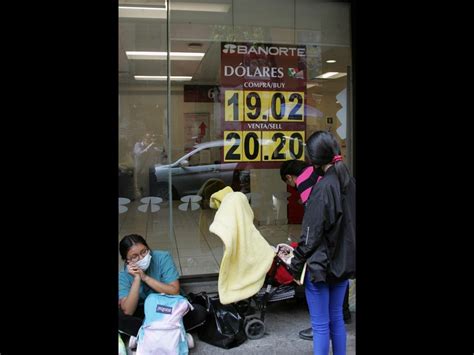 BANORTE
DÓLARES
COMPRA/BUY
19.02
VENTA/SELL
20.20